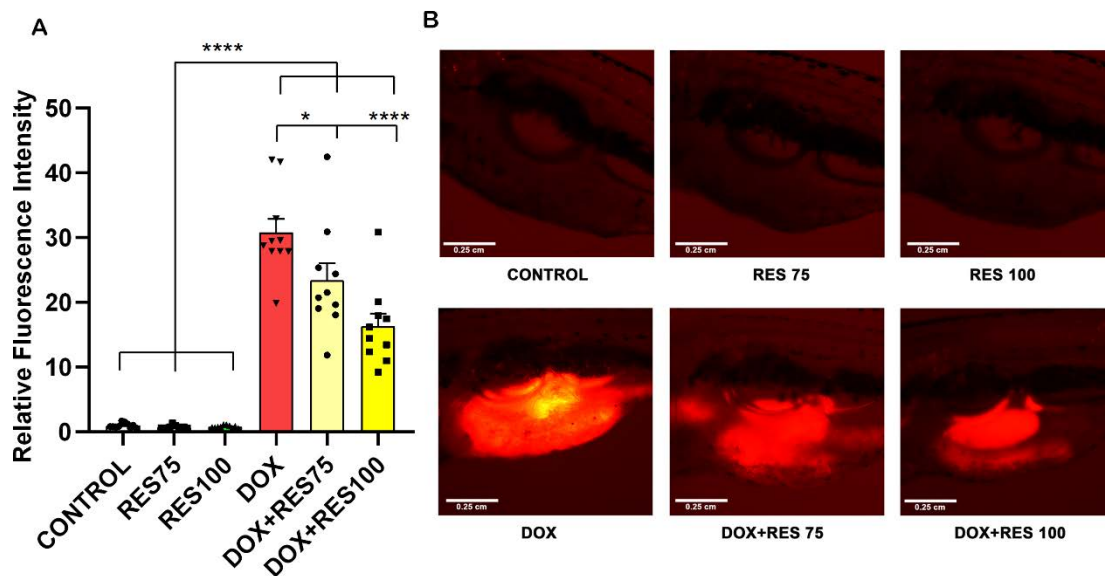 A
****
* ****
Relative Fluorescence Intensity
50
40
30
20
10
0
CONTROL
RES75
RES100
DOX
DOX+RES75
DOX+RES100
B
0.25 cm
0.25 cm
0.25 cm
CONTROL
RES 75
RES 100
0.25 cm
0.25 cm
0.25 cm
DOX
DOX+RES 75
DOX+RES 100